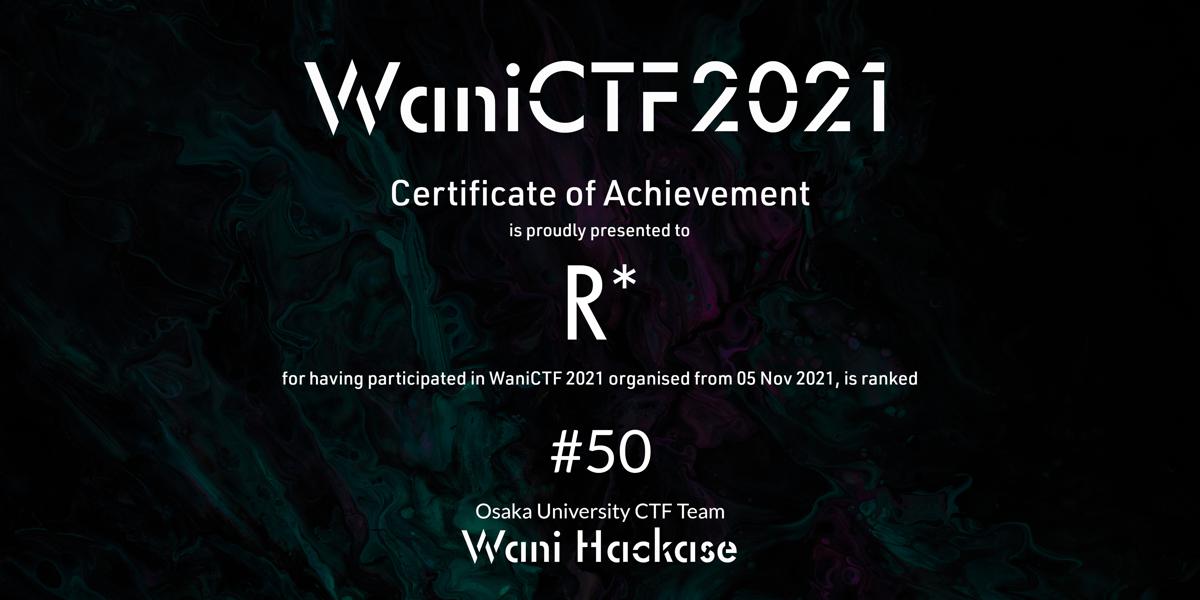 WaniCTF2021
Certificate of Achievement
is proudly presented to
R*
for having participated in WaniCTF 2021 organised from 05 Nov 2021, is ranked
#50
Osaka University CTF Team
Wani Hackase